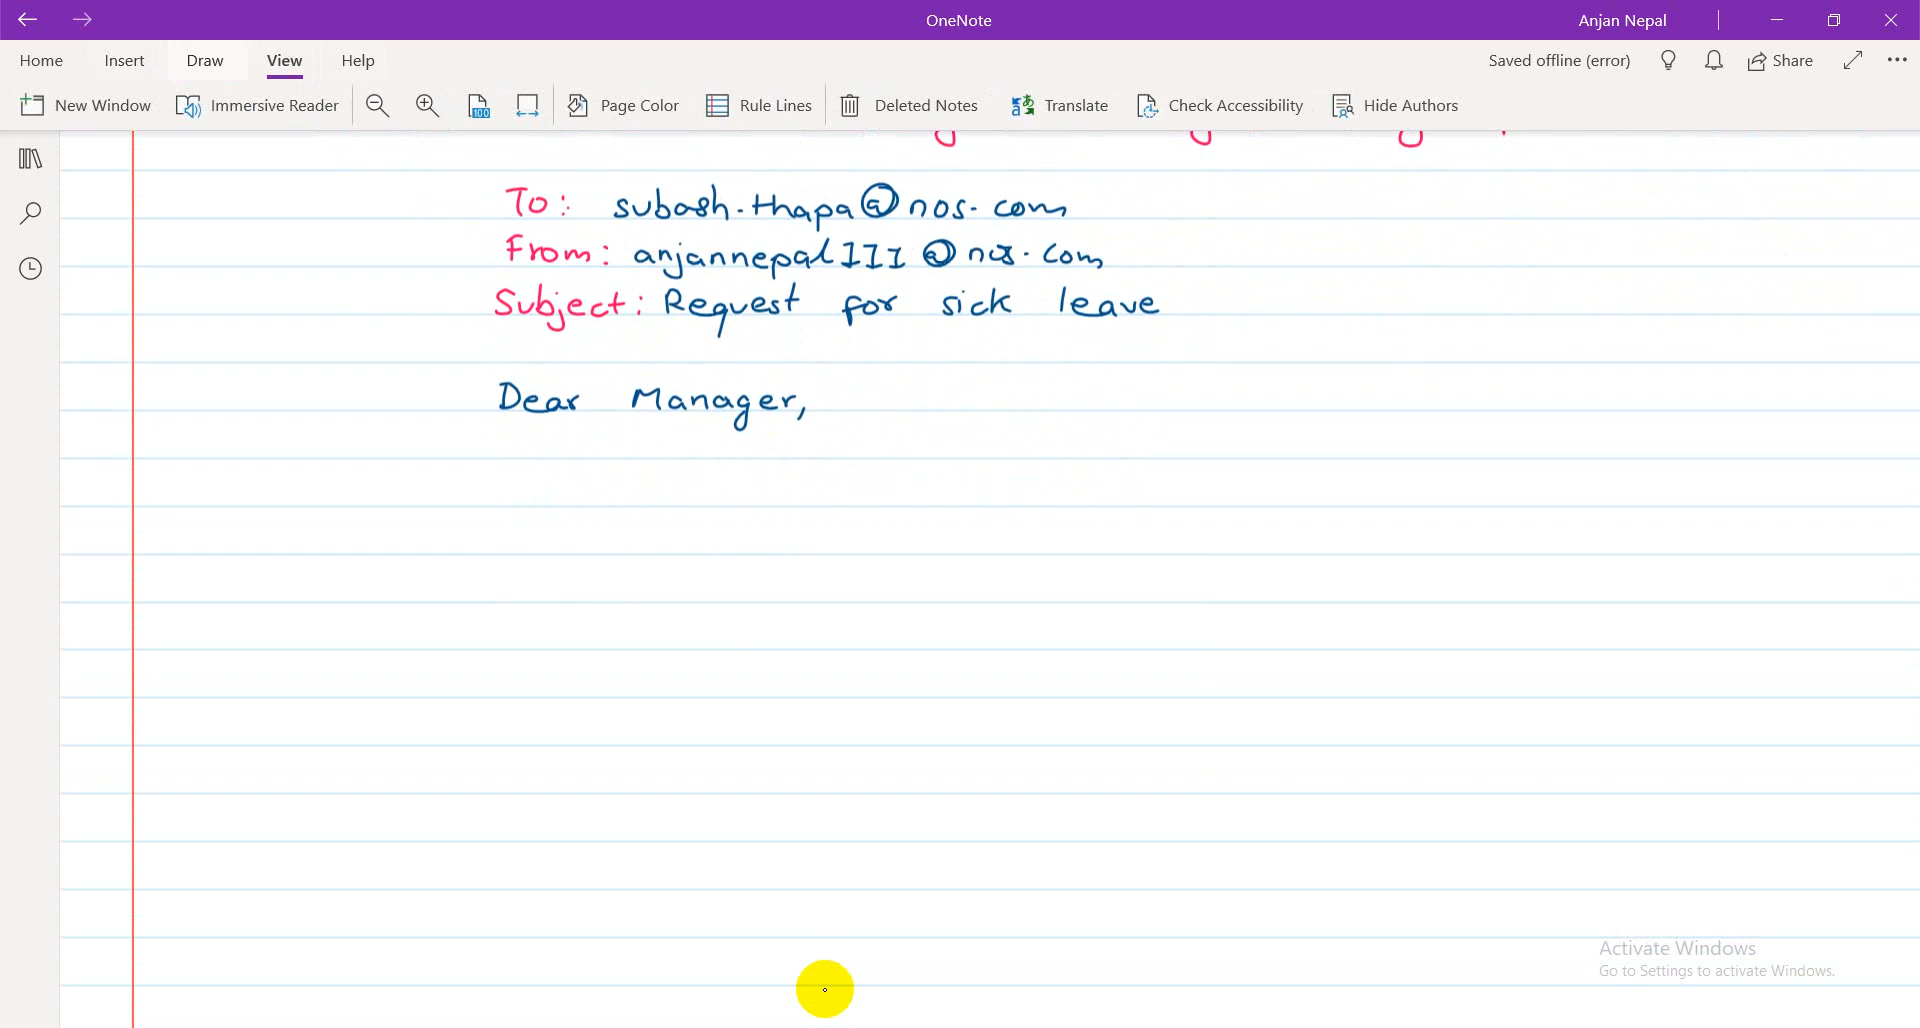 OneNote
Anjan Nepal
Home Insert Draw View Help
Saved offline (error) Share
New Window Immersive Reader 100 Page Color Rule Lines Deleted Notes Translate Check Accessibility Hide Authors
To: subash.thapa@nos.com
From: anjannepal111@nos.com
Subject: Request for sick leave
Dear Manager,
Activate Windows
Go to Settings to activate Windows.